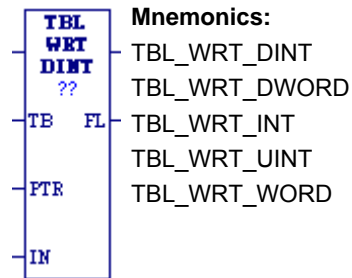 TBL
WRT
DINT
??
TB FL
PTR
IN
Mnemonics:
TBL_WRT_DINT
TBL_WRT_DWORD
TBL_WRT_INT
TBL_WRT_UINT
TBL_WRT_WORD